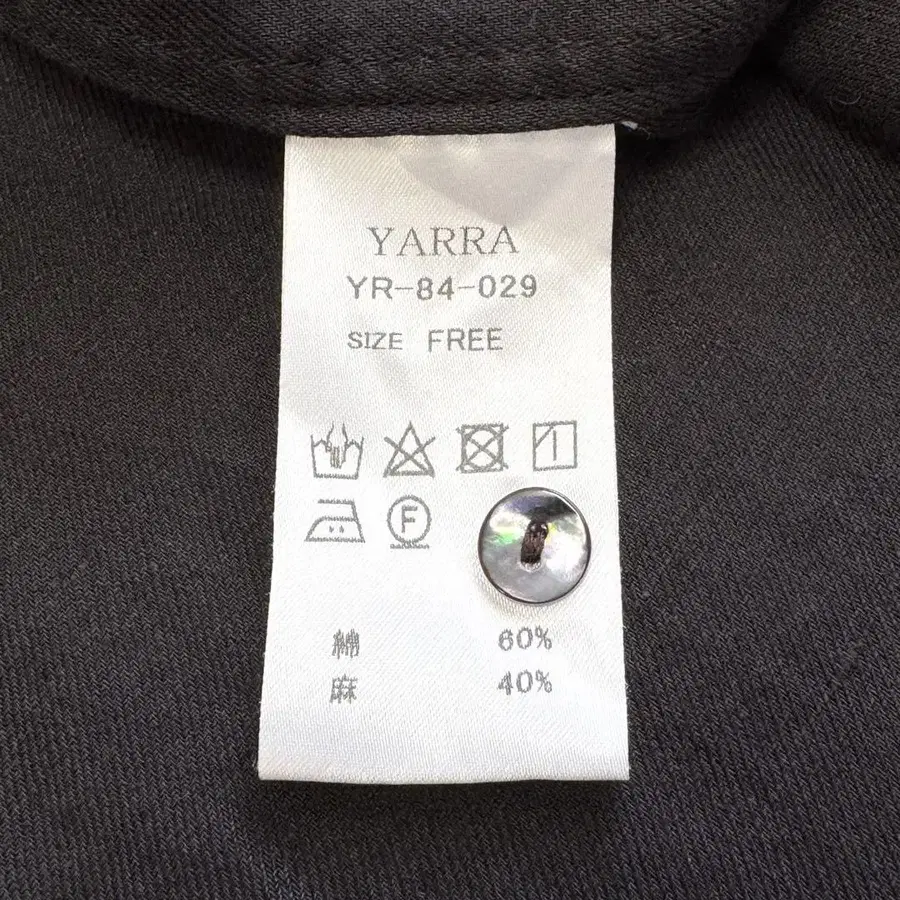 YARRA
YR-84-029
SIZE FREE
F
綿 60%
麻 40%